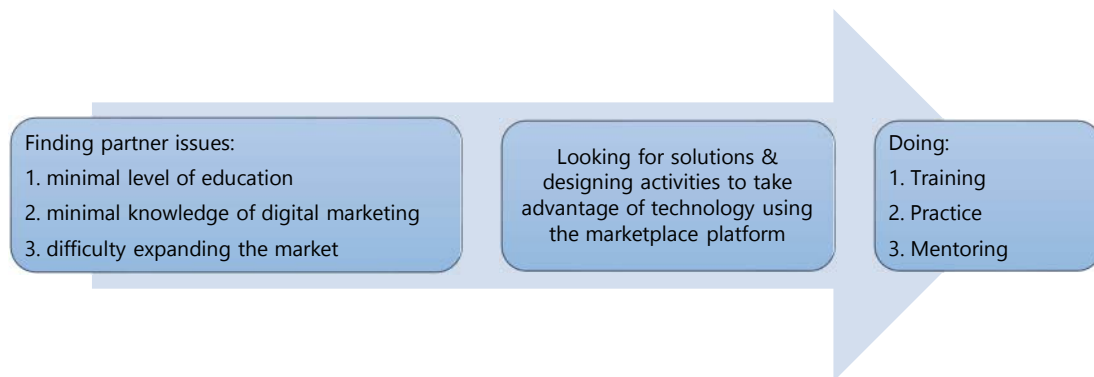 Finding partner issues:
1. minimal level of education
2. minimal knowledge of digital marketing
3. difficulty expanding the market
Looking for solutions &
designing activities to take
advantage of technology using
the marketplace platform
Doing:
1. Training
2. Practice
3. Mentoring